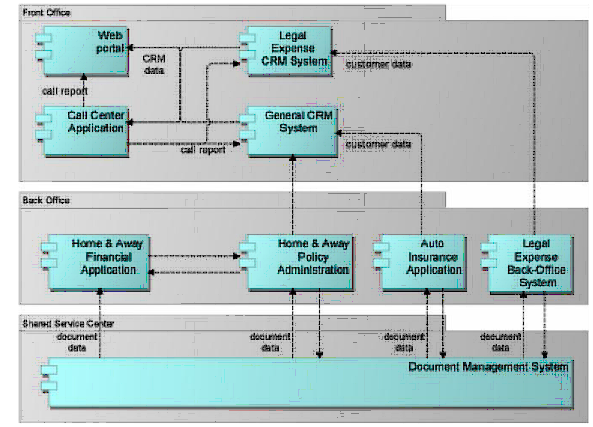 Front Office
Web
portal
Legal
Expense
CRM System
CRM
data
customer data
call report
Call Center
Application
General CRM
System
call report
customer data
Back Office
Home & Away
Financial
Application
Home & Away
Policy
Administration
Auto
Insurance
Application
Legal
Expense
Back-Office
System
Shared Service Center
document
data
document
data
document
data
document
data
Document Management System